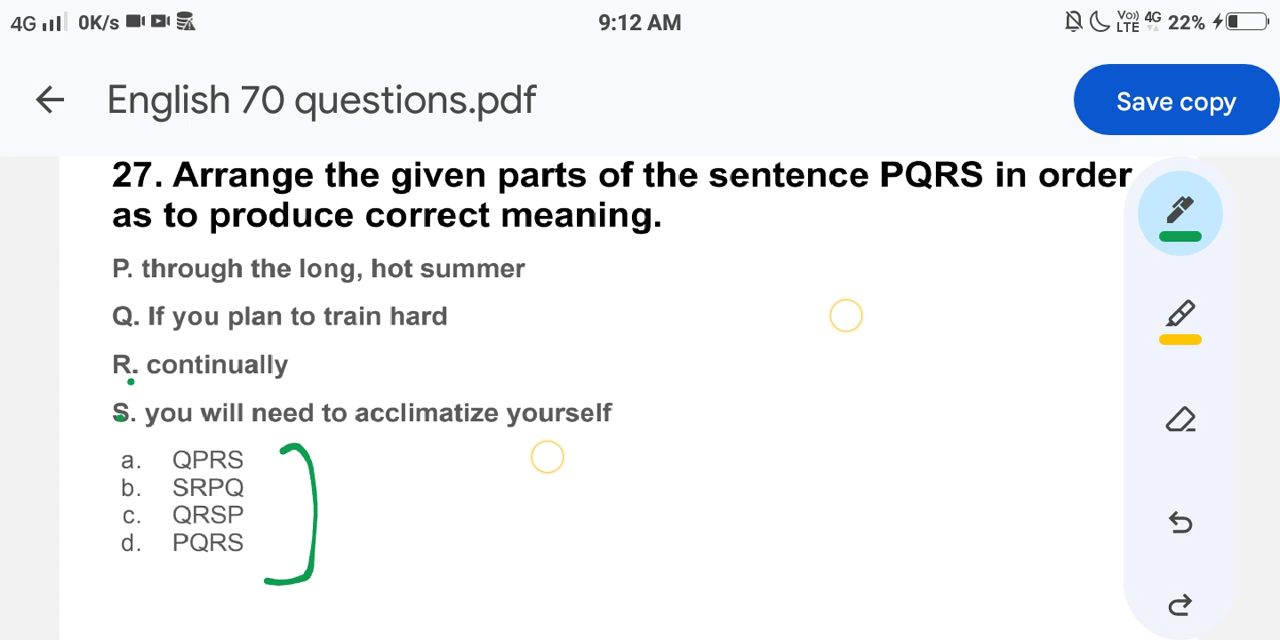 4G 0K/s 9:12 AM Vo)) LTE 4G 22%
English 70 questions.pdf Save copy
27. Arrange the given parts of the sentence PQRS in order
as to produce correct meaning.
P. through the long, hot summer
Q. If you plan to train hard
R. continually
S. you will need to acclimatize yourself
a. QPRS
b. SRPQ
c. QRSP
d. PQRS